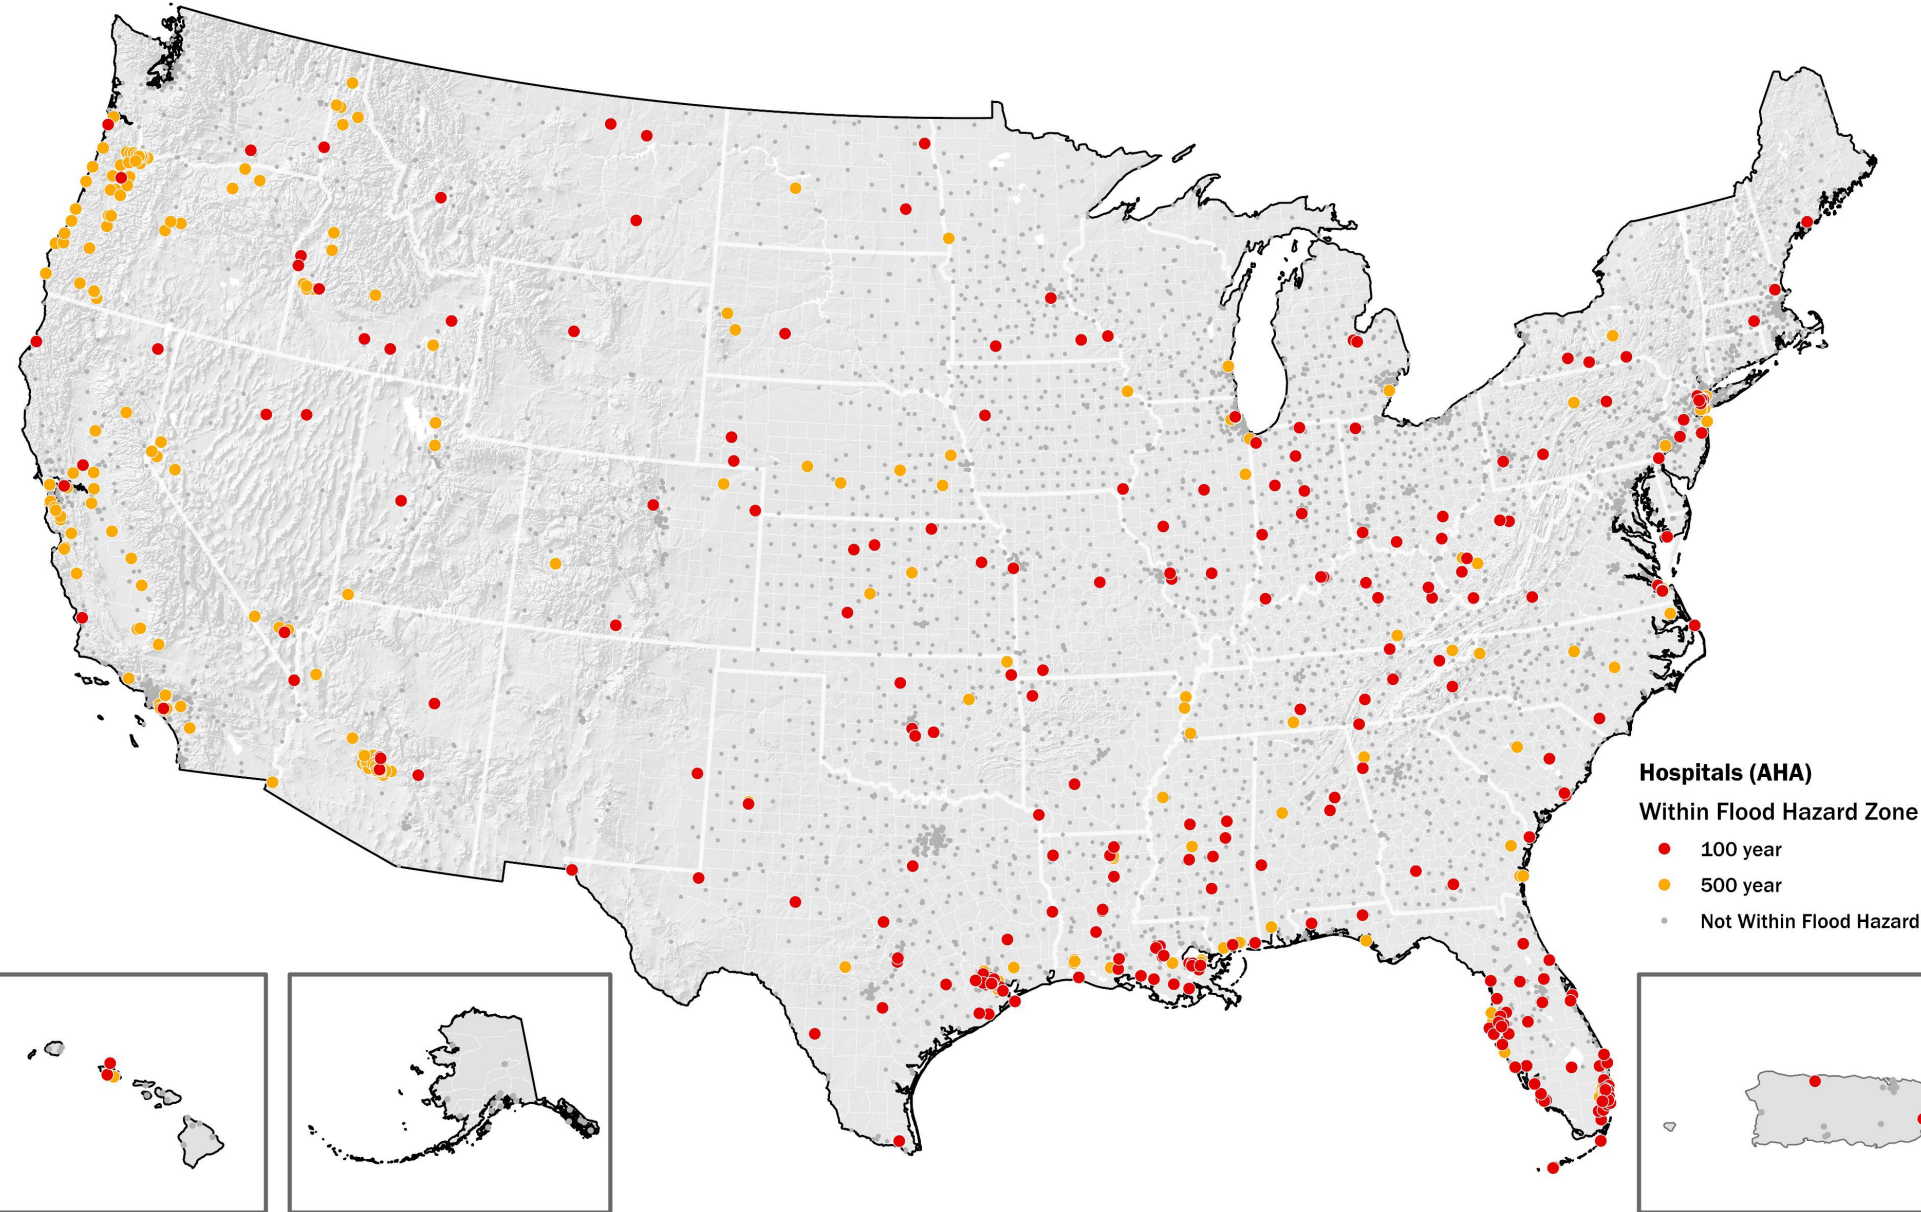 Hospitals (AHA)
Within Flood Hazard Zone
100 year
500 year
Not Within Flood Hazard